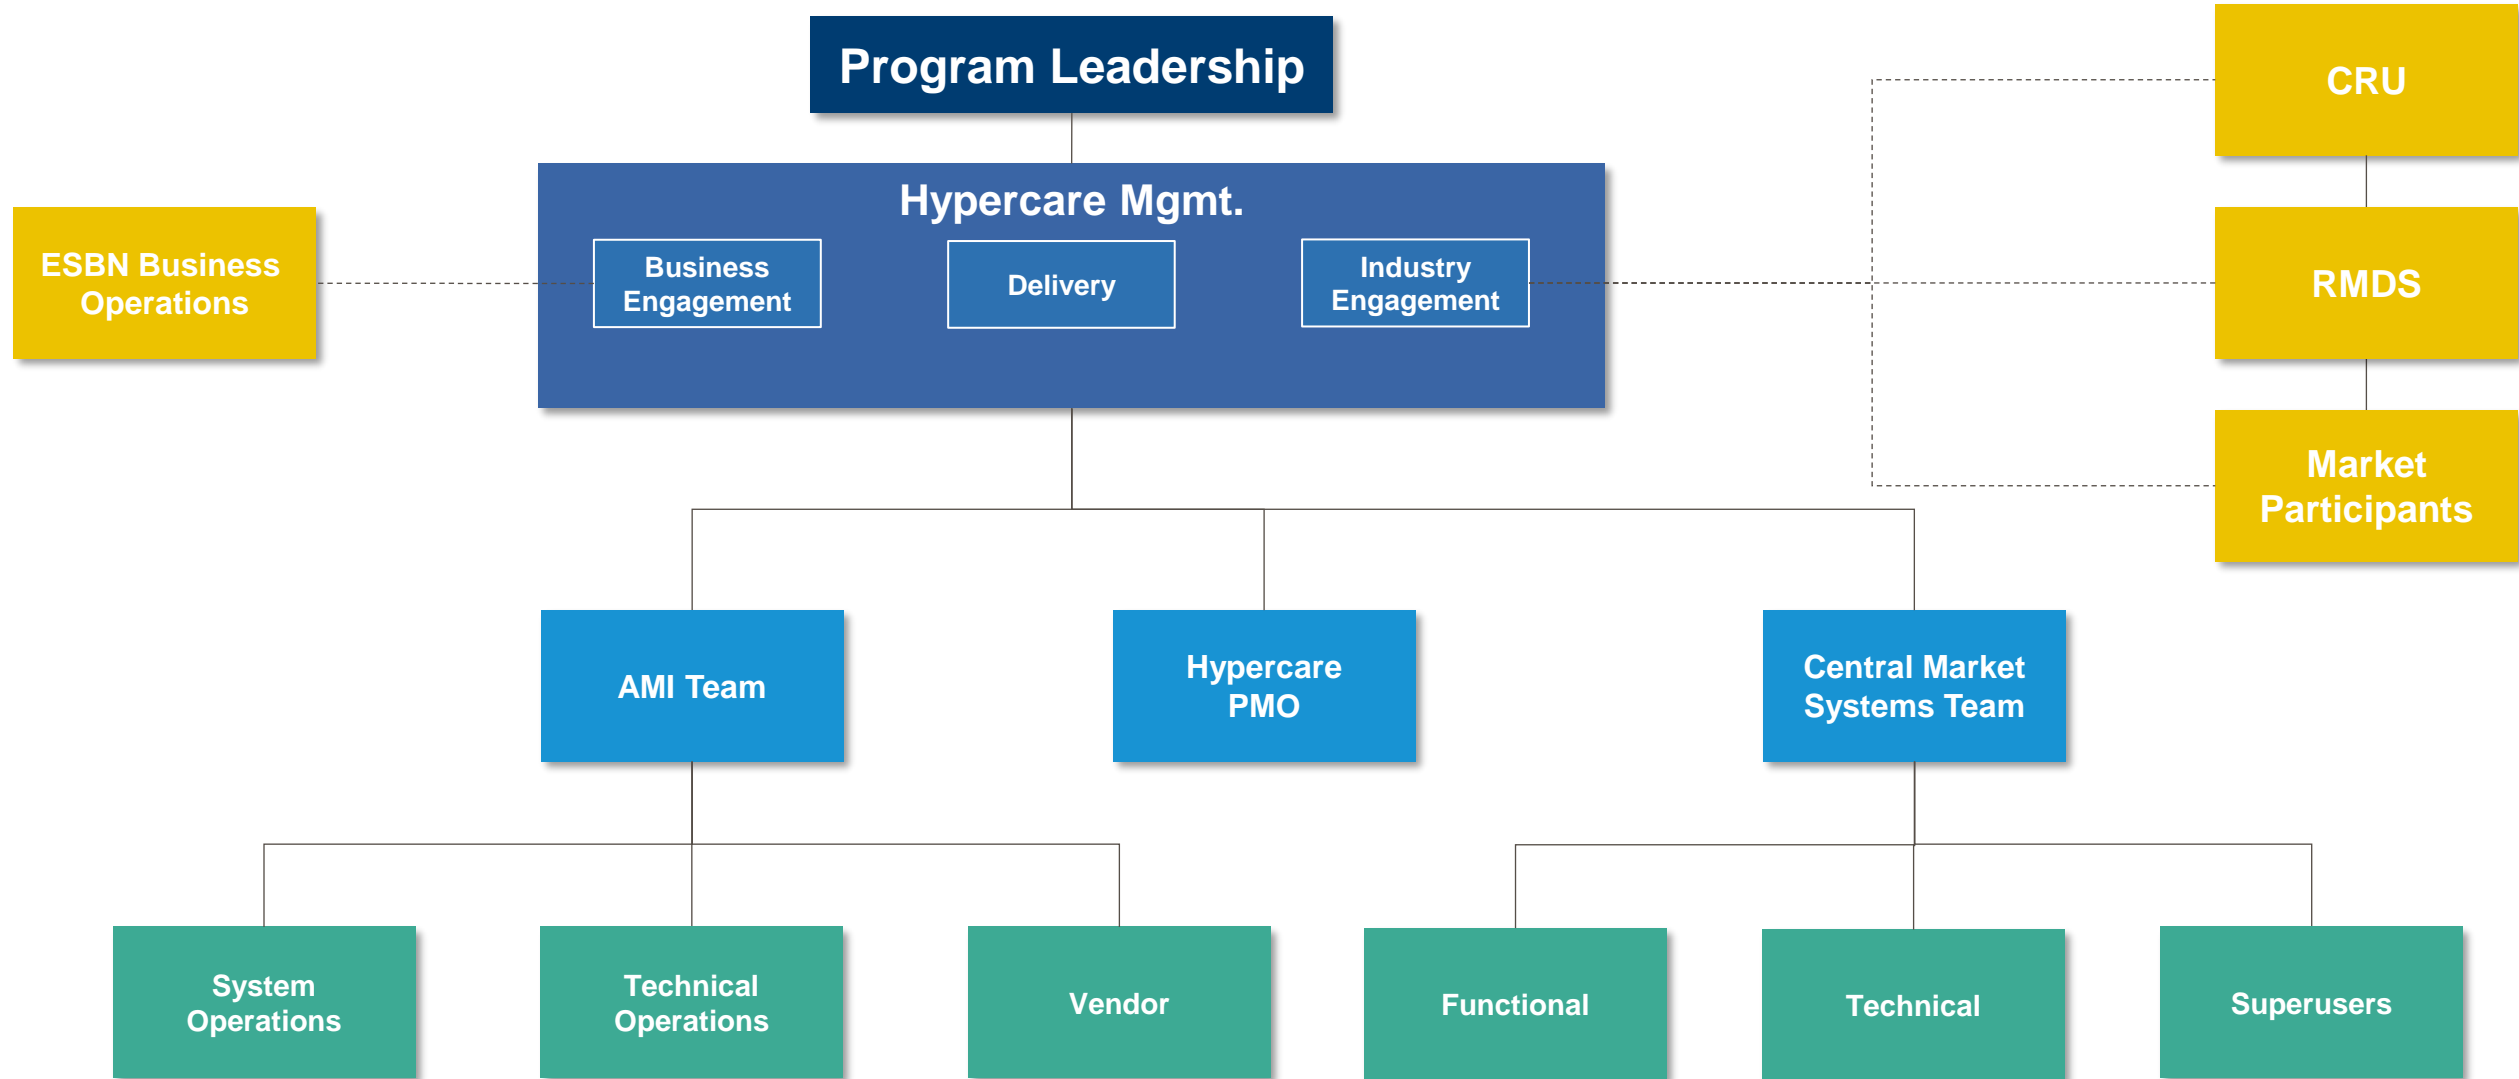 Program Leadership
CRU
Hypercare Mgmt.
ESBN Business
Operations
Business
Engagement
Delivery
Industry
Engagement
RMDS
Market
Participants
AMI Team
Hypercare
PMO
Central Market
Systems Team
System
Operations
Technical
Operations
Vendor
Functional
Technical
Superusers